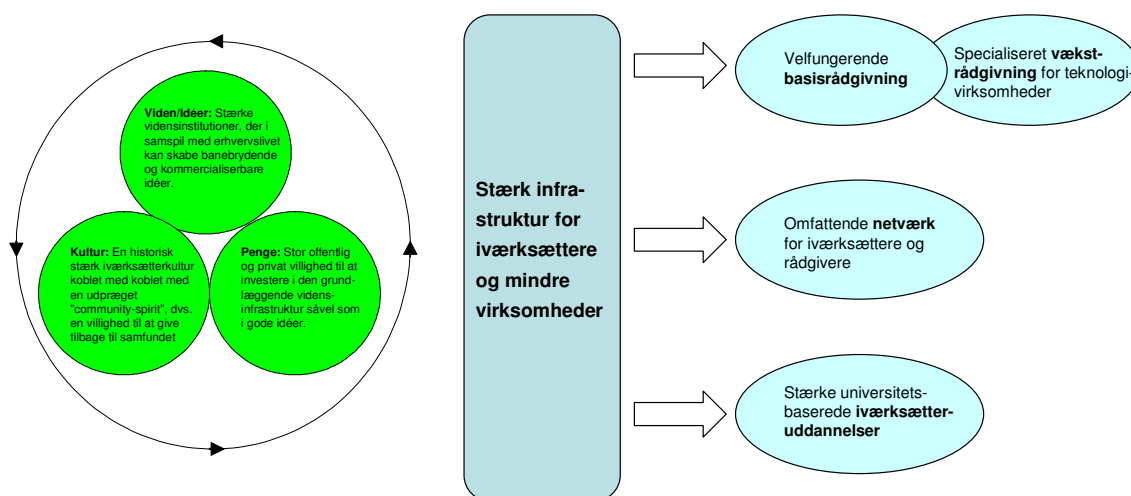 Viden/Idéer: Stærke
vidensinstitutioner, der i
samspil med erhvervslivet
kan skabe banebrydende
og kommercialiserbare
idéer.
Kultur: En historisk
stærk iværksætterkultur
koblet med koblet med
en udpræget
"community-spirit", dvs.
en villighed til at give
tilbage til samfundet
Penge: Stor offentlig
og privat villighed til at
investere i den grund-
læggende videns-
infrastruktur såvel som
i gode idéer.
Stærk infra-
struktur for
iværksættere
og mindre
virksomheder
Velfungerende
basisrådgivning
Specialiseret vækst-
rådgivning for teknologi-
virksomheder
Omfattende netværk
for iværksættere og
rådgivere
Stærke universitets-
baserede iværksætter-
uddannelser